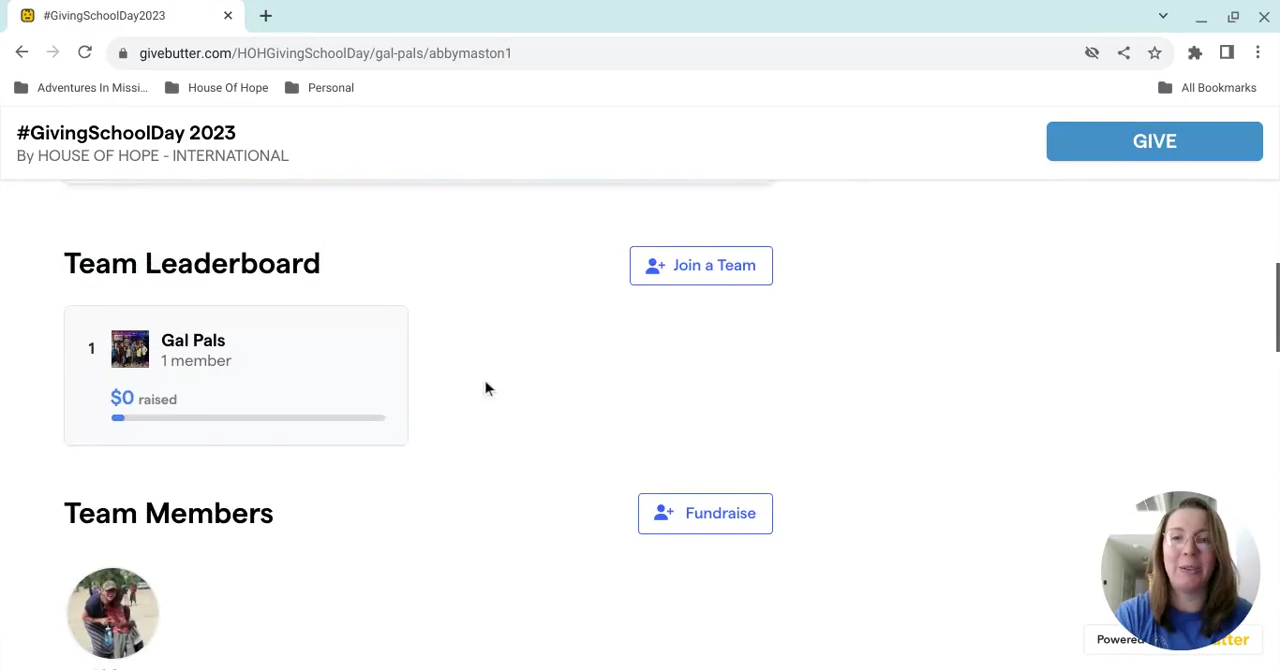 #GivingSchoolDay2023
givebutter.com/HOHGivingSchoolDay/gal-pals/abbymaston1
Adventures In Missi...
House Of Hope
Personal
All Bookmarks
#GivingSchoolDay 2023
By HOUSE OF HOPE - INTERNATIONAL
GIVE
Team Leaderboard
Join a Team
1
Gal Pals
1 member
$0 raised
Team Members
Fundraise
Powered